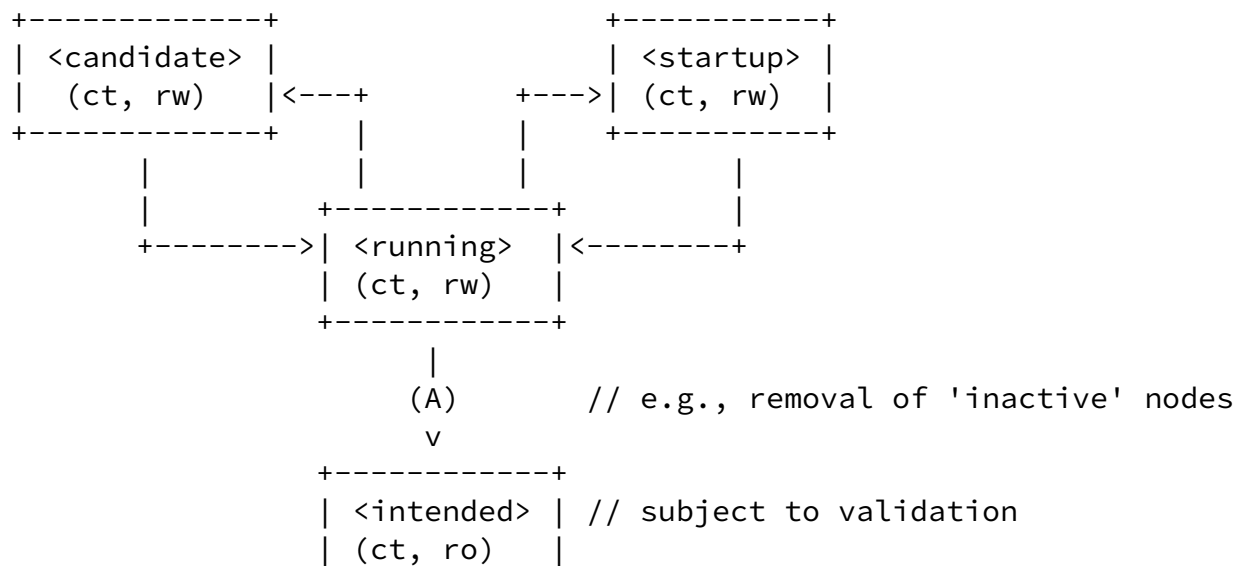 +-------------+                 +-----------+
| <candidate> |                 | <startup> |
|  (ct, rw)   |<---+       +--->| (ct, rw)  |
+-------------+    |       |    +-----------+
       |           |       |           |
       |         +------------+        |
       +-------->| <running>  |<-------+
                 | (ct, rw)   |
                 +------------+
                       |
                      (A)      // e.g., removal of 'inactive' nodes
                       v
                 +------------+
                 | <intended> | // subject to validation
                 | (ct, ro)   |